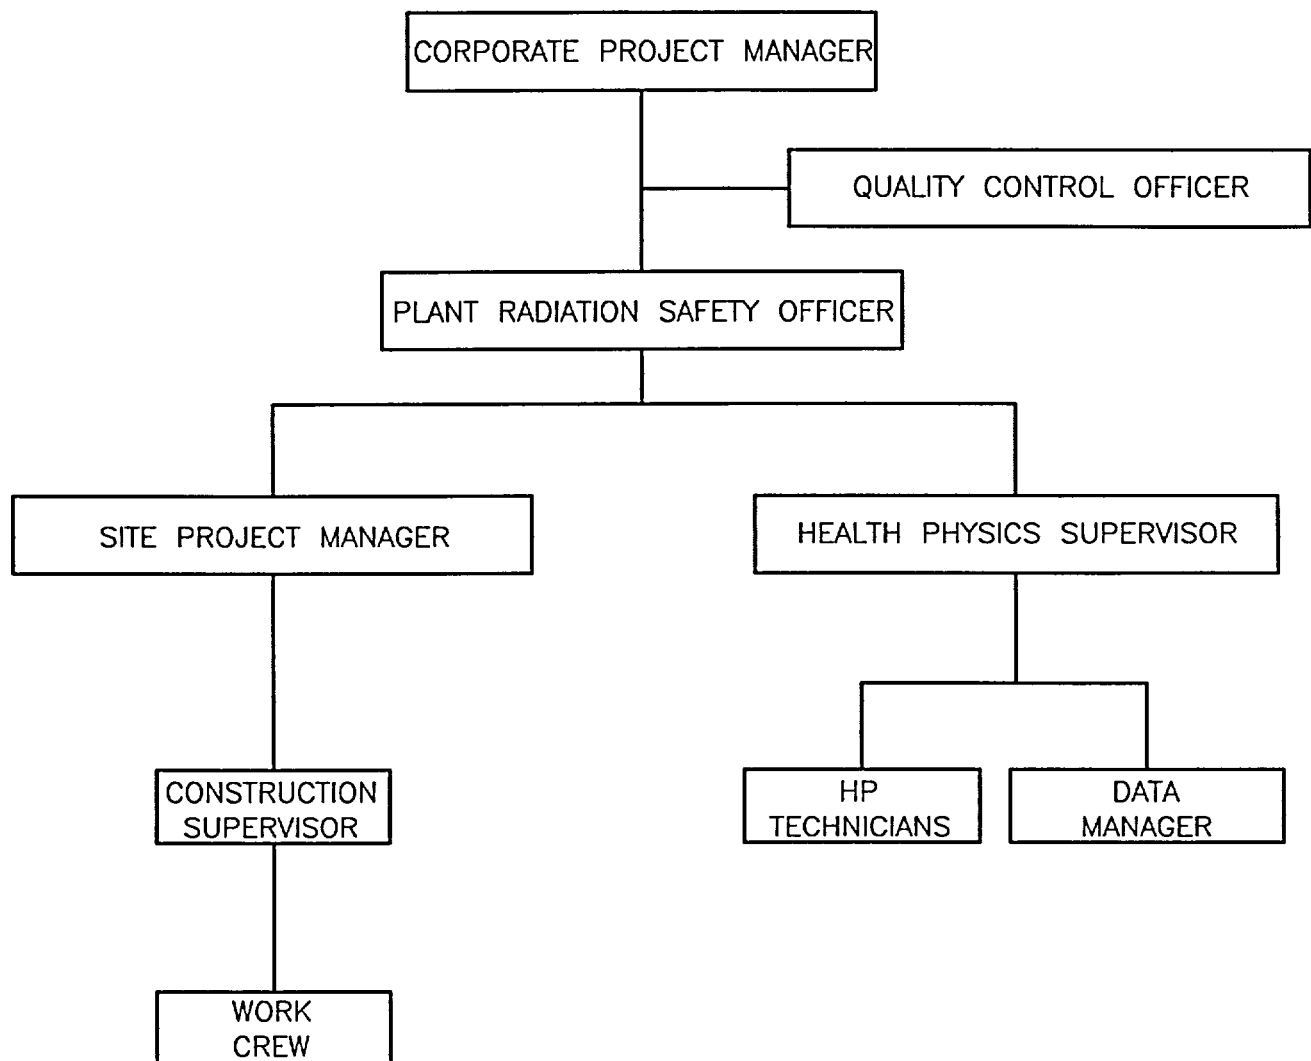 CORPORATE PROJECT MANAGER
QUALITY CONTROL OFFICER
PLANT RADIATION SAFETY OFFICER
SITE PROJECT MANAGER
HEALTH PHYSICS SUPERVISOR
CONSTRUCTION
SUPERVISOR
HP
TECHNICIANS
DATA
MANAGER
WORK
CREW